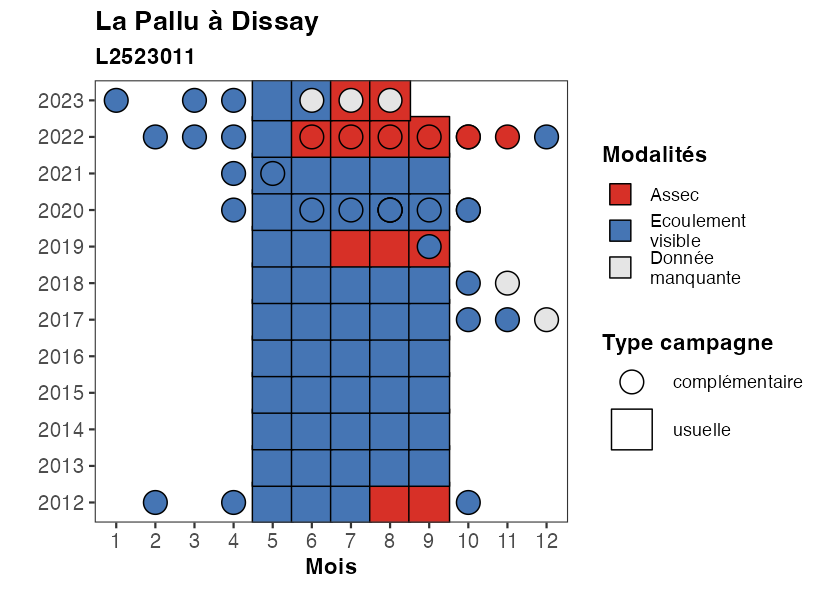 La Pallu à Dissay
L2523011
2023
2022
2021
2020
2019
2018
2017
2016
2015
2014
2013
2012
1 2 3 4 5 6 7 8 9 10 11 12
Mois
Modalités
Assec
Ecoulement
visible
Donnée
manquante
Type campagne
complémentaire
usuelle